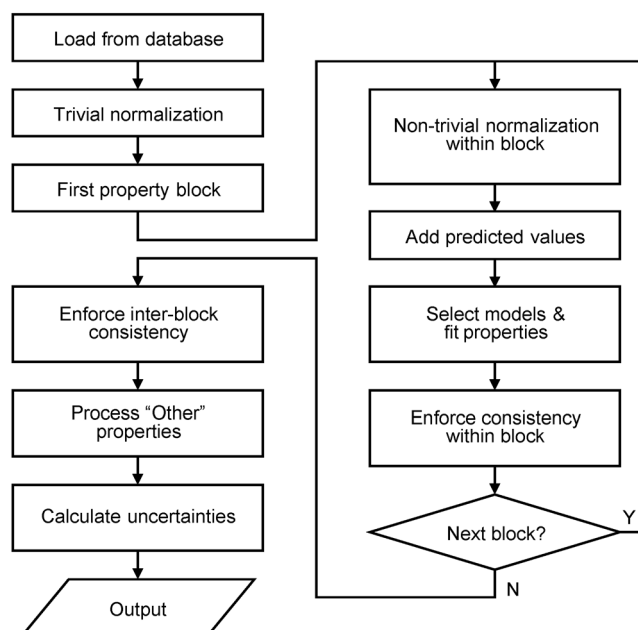 Load from database
Trivial normalization
First property block
Non-trivial normalization
within block
Add predicted values
Select models &
fit properties
Enforce consistency
within block
Next block?
Y
N
Enforce inter-block
consistency
Process “Other”
properties
Calculate uncertainties
Output